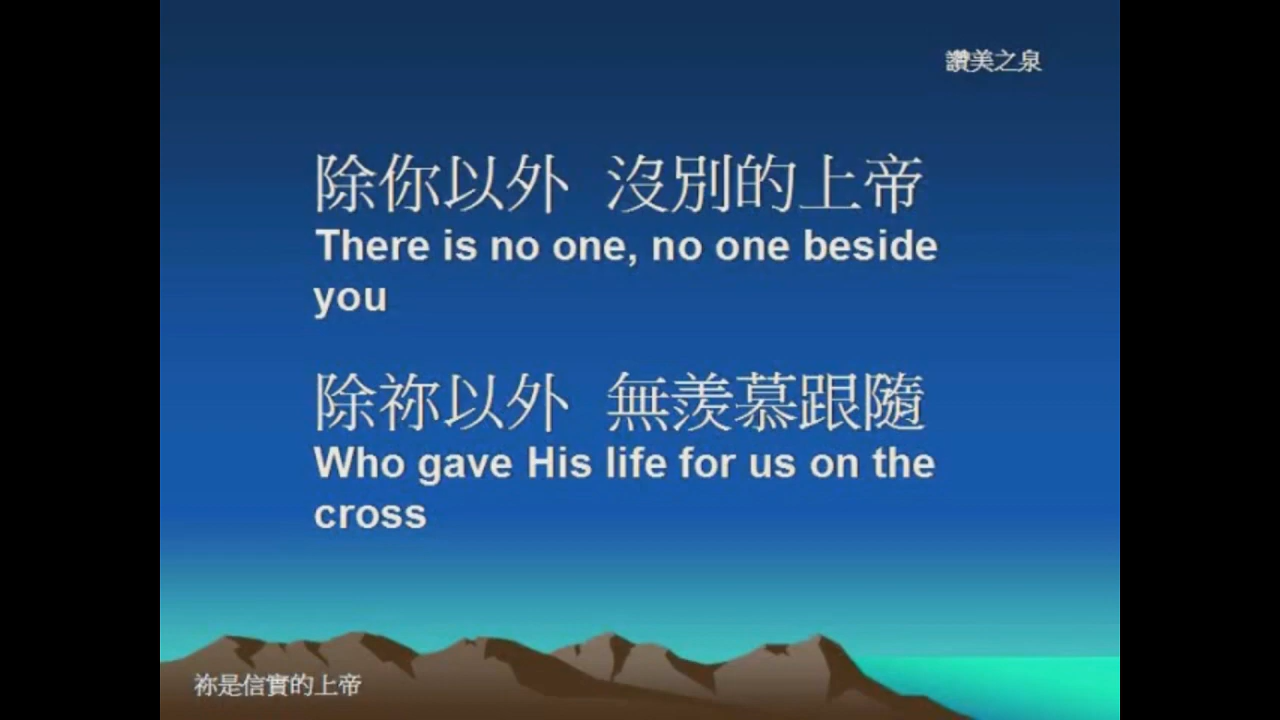 讚美之泉
除你以外 沒別的上帝
There is no one, no one beside
you
除祢以外 無羨慕跟隨
Who gave His life for us on the
cross
祢是信實的上帝